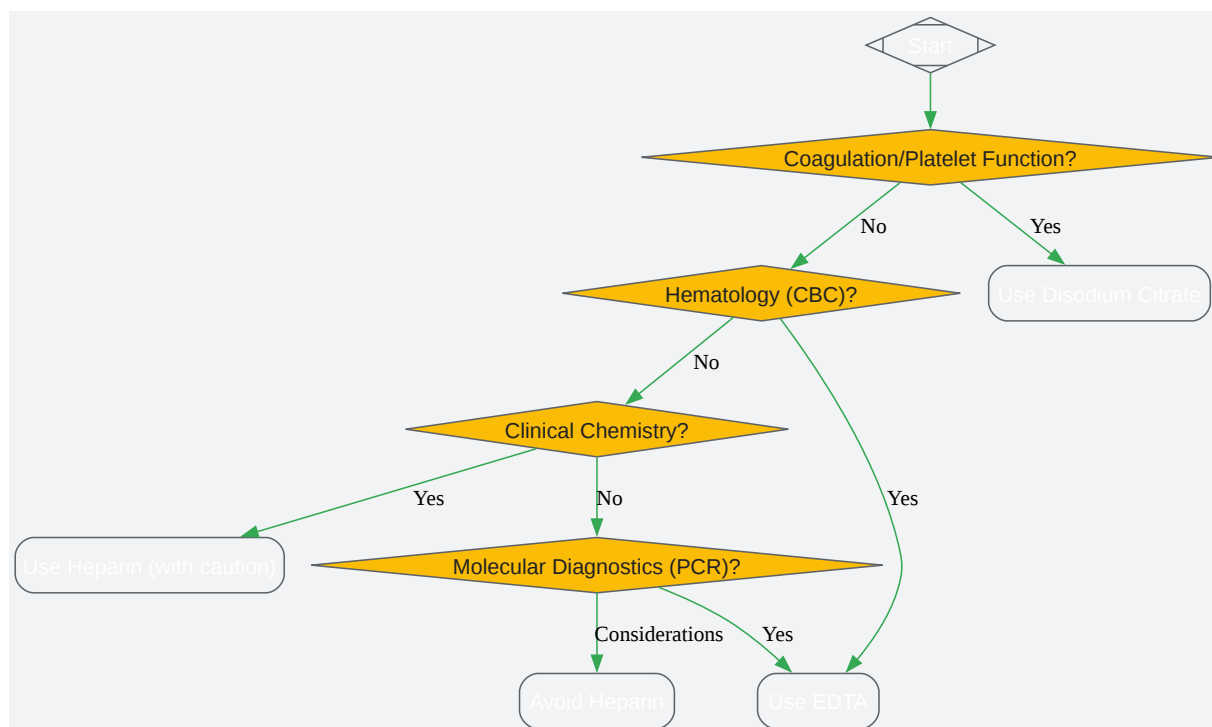 Start
Coagulation/Platelet Function?
No
Yes
Hematology (CBC)?
Use Disodium Citrate
No
Clinical Chemistry?
Yes
No
Yes
Use Heparin (with caution)
Molecular Diagnostics (PCR)?
Considerations
Yes
Avoid Heparin
Use EDTA